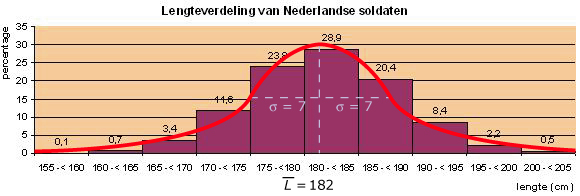 Lengteverdeling van Nederlandse soldaten
percentage
35
30
25
20
15
10
5
0
0,1
0,7
3,4
11,6
23,8
28,9
20,4
8,4
2,2
0,5
σ = 7
σ = 7
155 - < 160
160 - < 165
165 - < 170
170 - < 175
175 - <180
180 - < 185
185 - < 190
190 - < 195
195 - < 200
200 - < 205
lengte (cm)
L̅ = 182